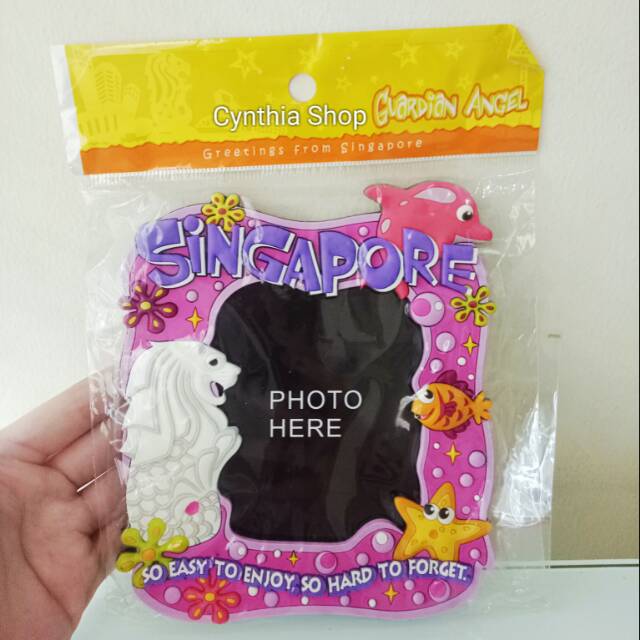 Cynthia Shop
GUARDIAN ANGEL
Greetings from Singapore
SiNGAPORE
PHOTO
HERE
SO EASY TO ENJOY, SO HARD TO FORGET.